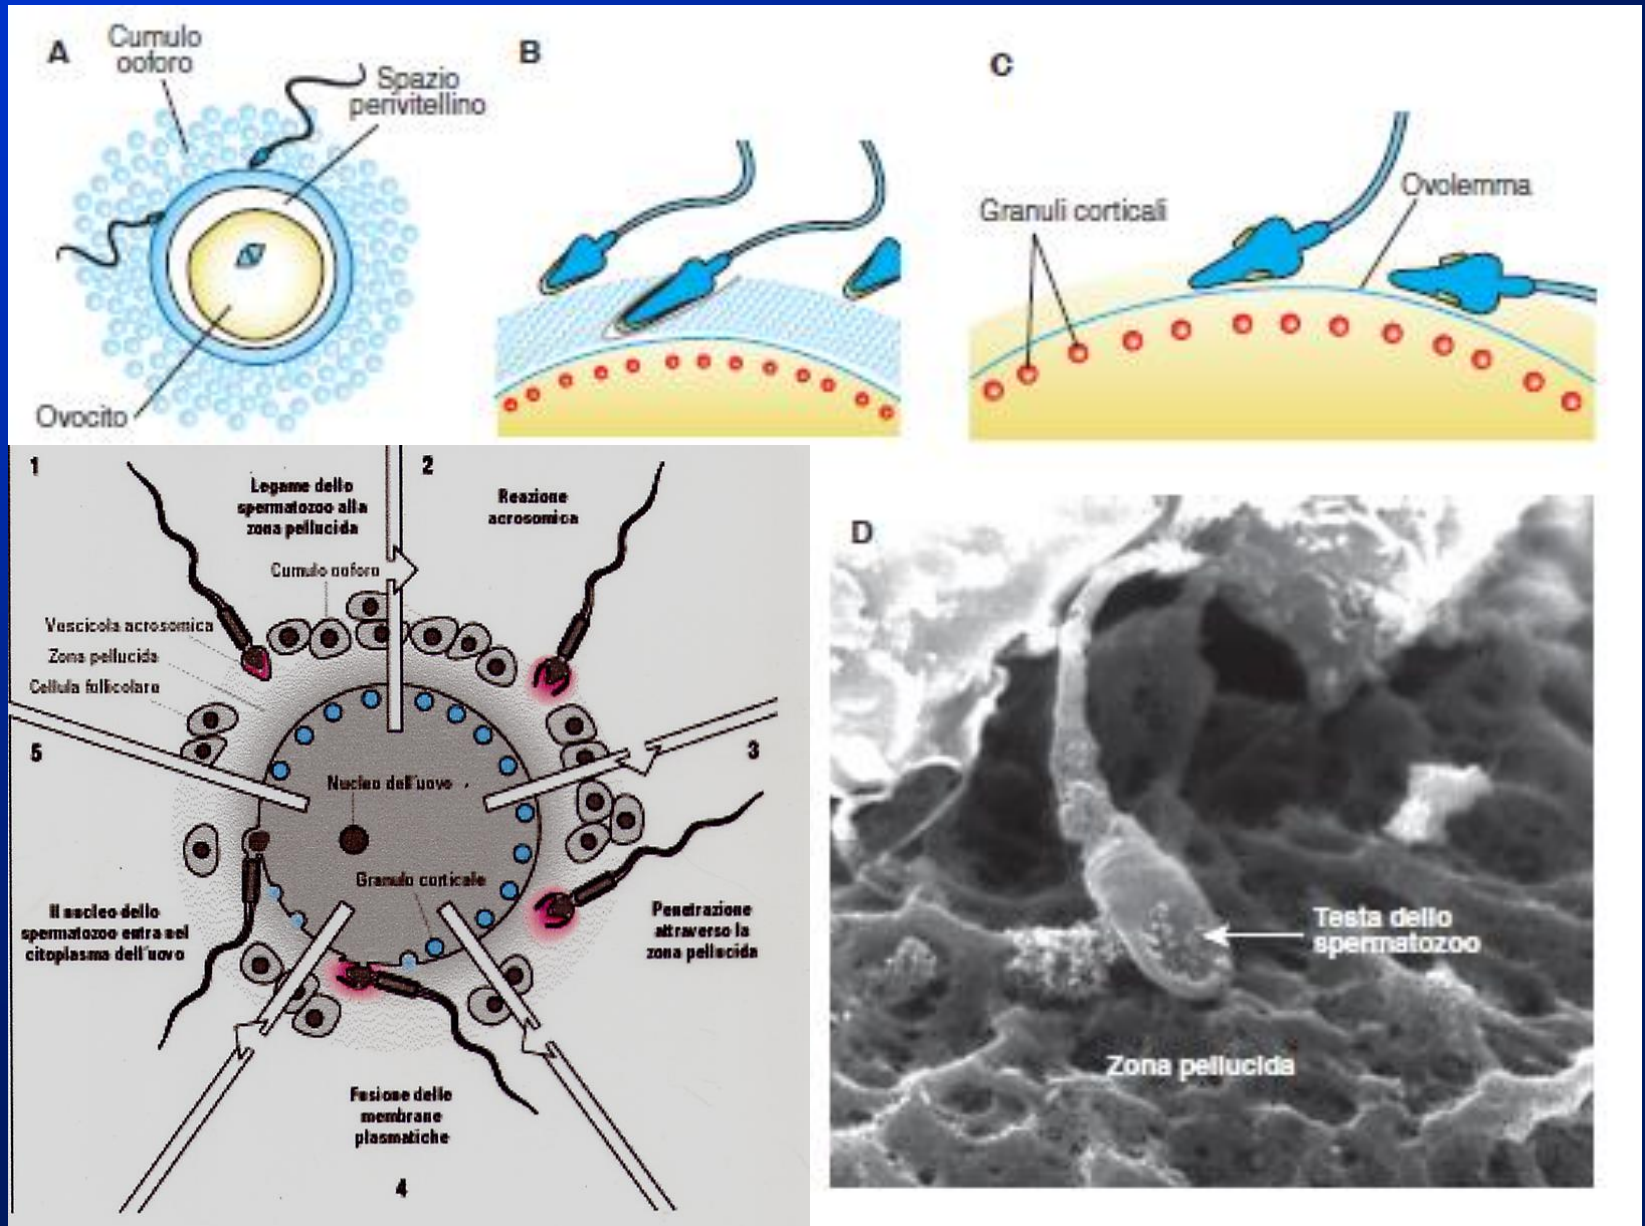 A
Cumulo
ooforo
Spazio
perivitellino
Ovocito
B
C
Granuli corticali
Ovolemma
1
Legame dello
spermatozoo alla
zona pellucida
Cumulo ooforo
Vescicola acrosomica
Zona pellucida
Cellula follicolare
2
Reazione
acrosomica
3
Penetrazione
attraverso la
zona pellucida
Nucleo dell'uovo
Granulo corticale
5
Il nucleo dello
spermatozoo entra nel
citoplasma dell'uovo
Fusione delle
membrane
plasmatiche
4
D
Testa dello
spermatozoo
Zona pellucida